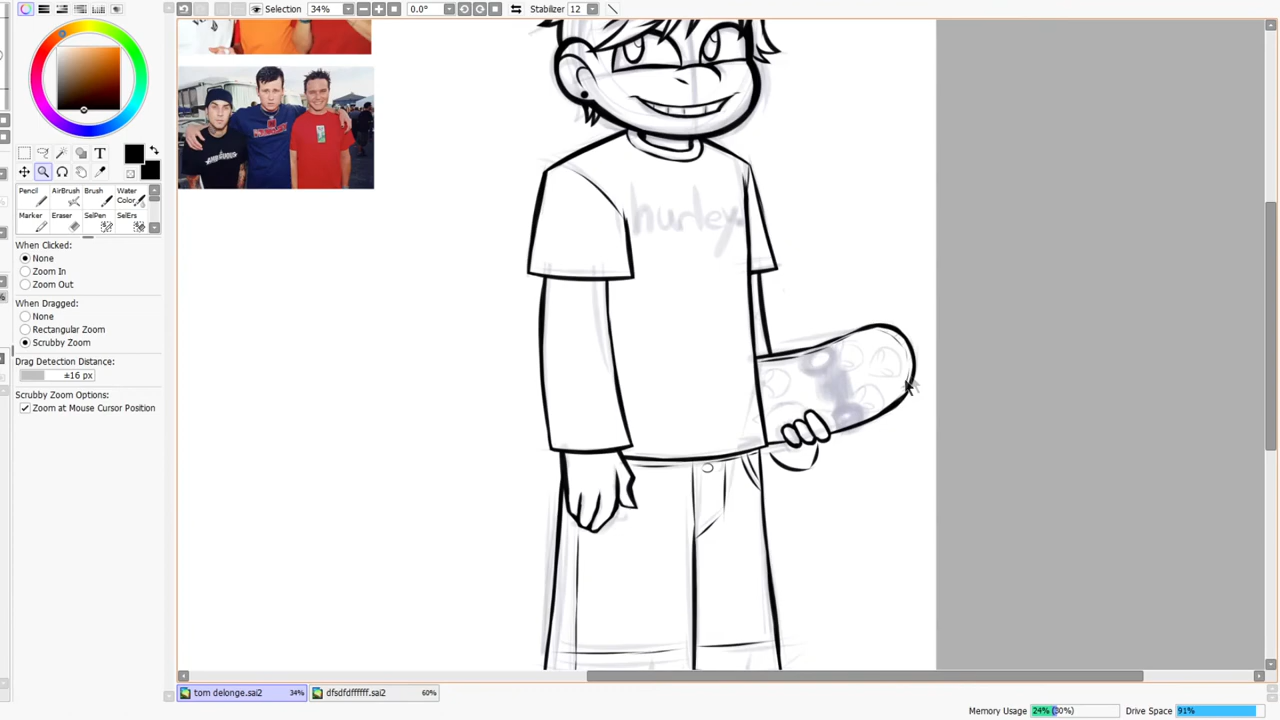 Selection
34%
0.0°
Stabilizer 12
AMBIGUOUS
T
Pencil AirBrush Brush Water Color
Marker Eraser SelPen SelErs
When Clicked:
None
Zoom In
Zoom Out
When Dragged:
None
Rectangular Zoom
Scrubby Zoom
Drag Detection Distance:
±16 px
Scrubby Zoom Options:
Zoom at Mouse Cursor Position
hurley
tom delonge.sai2 34% dfsdfdffffff.sai2 60%
Memory Usage 24% (30%) Drive Space 91%